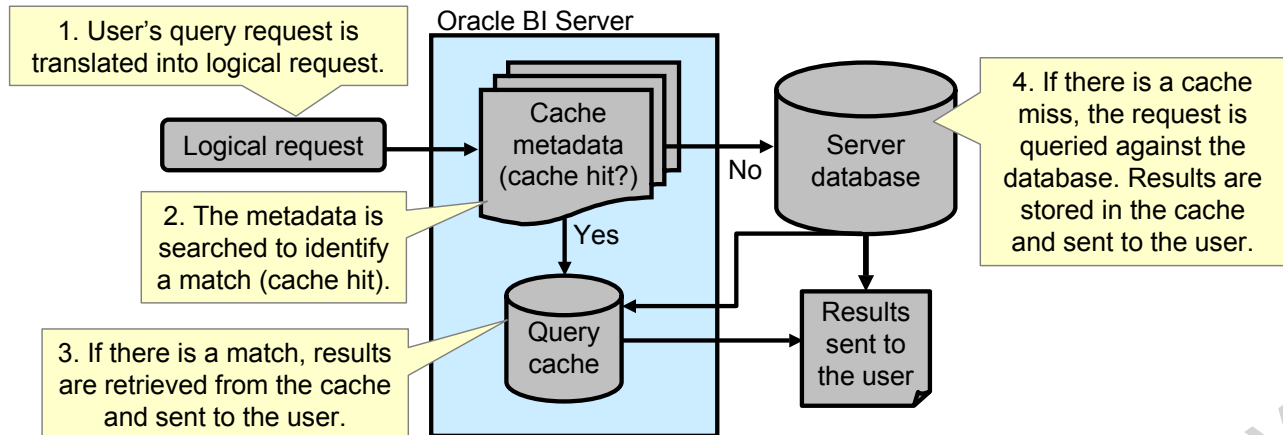 Oracle BI Server
1. User's query request is
translated into logical request.
Logical request
Cache
metadata
(cache hit?)
No
Server
database
4. If there is a cache
miss, the request is
queried against the
database. Results are
stored in the cache
and sent to the user.
2. The metadata is
searched to identify
a match (cache hit).
Yes
Query
cache
Results
sent to
the user
3. If there is a match, results
are retrieved from the cache
and sent to the user.